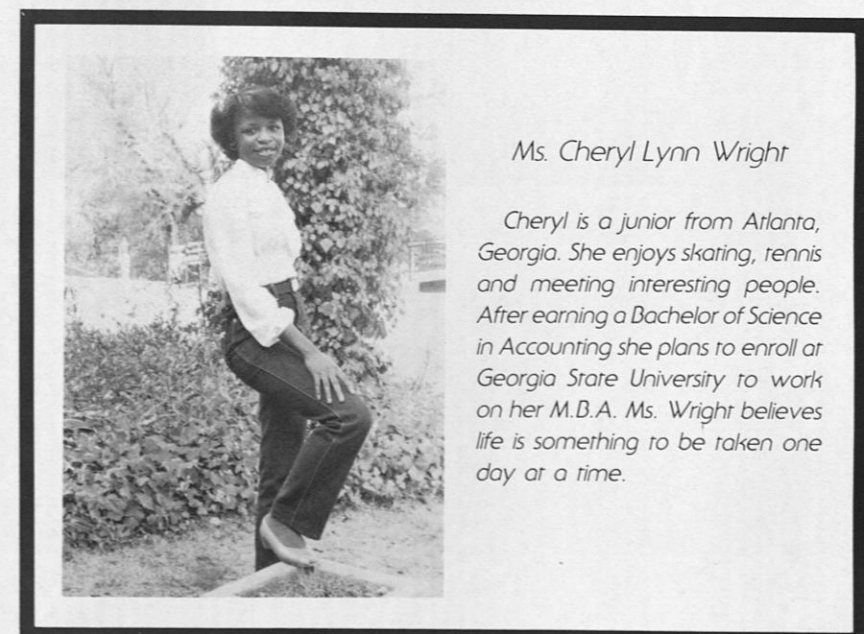 Ms. Cheryl Lynn Wright
Cheryl is a junior from Atlanta,
Georgia. She enjoys skating, tennis
and meeting interesting people.
After earning a Bachelor of Science
in Accounting she plans to enroll at
Georgia State University to work
on her M.B.A. Ms. Wright believes
life is something to be taken one
day at a time.